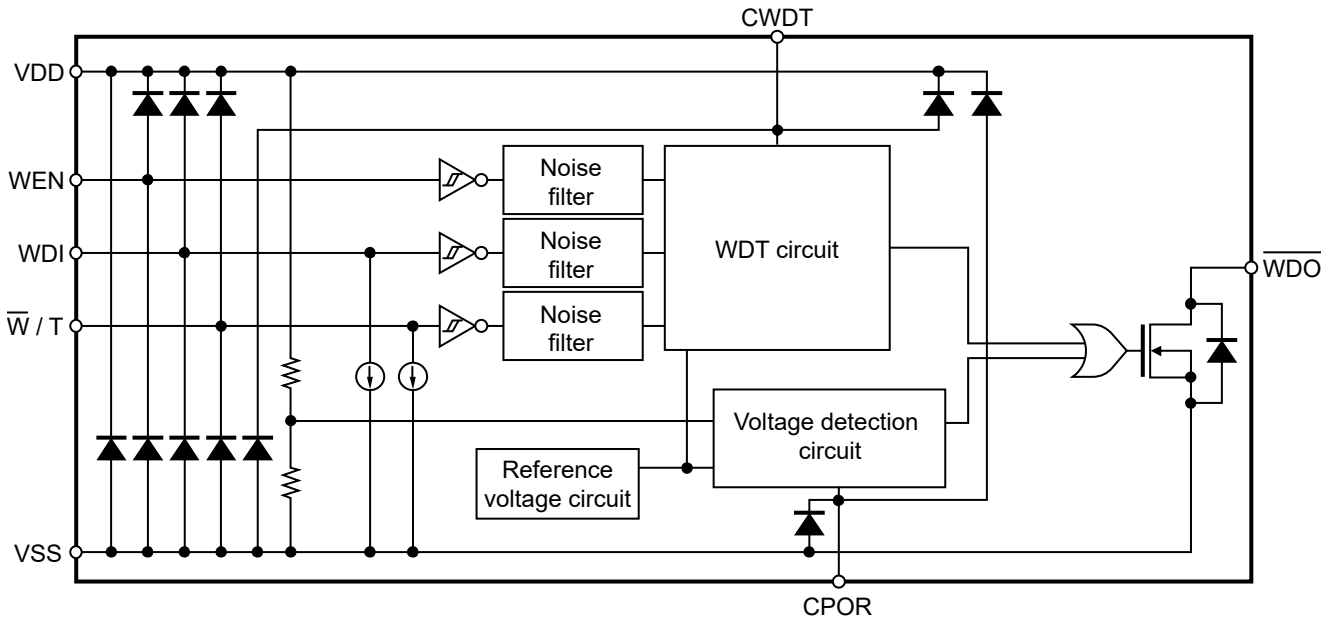 CWDT
VDD
WEN
Noise
filter
WDI
Noise
filter
WDT circuit
W̅ / T
Noise
filter
W̅D̅O̅
Voltage detection
circuit
Reference
voltage circuit
VSS
CPOR